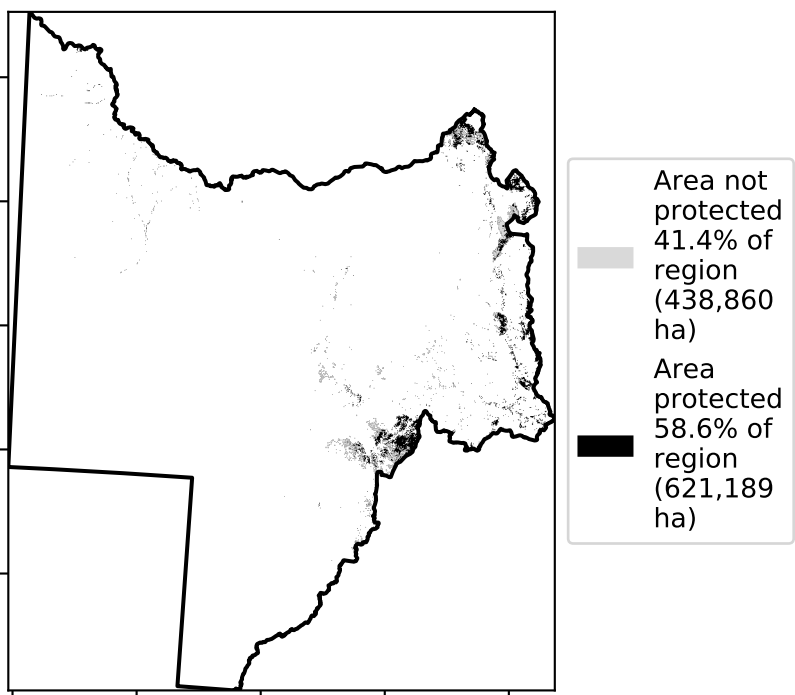 Area not
protected
41.4% of
region
(438,860
ha)
Area
protected
58.6% of
region
(621,189
ha)